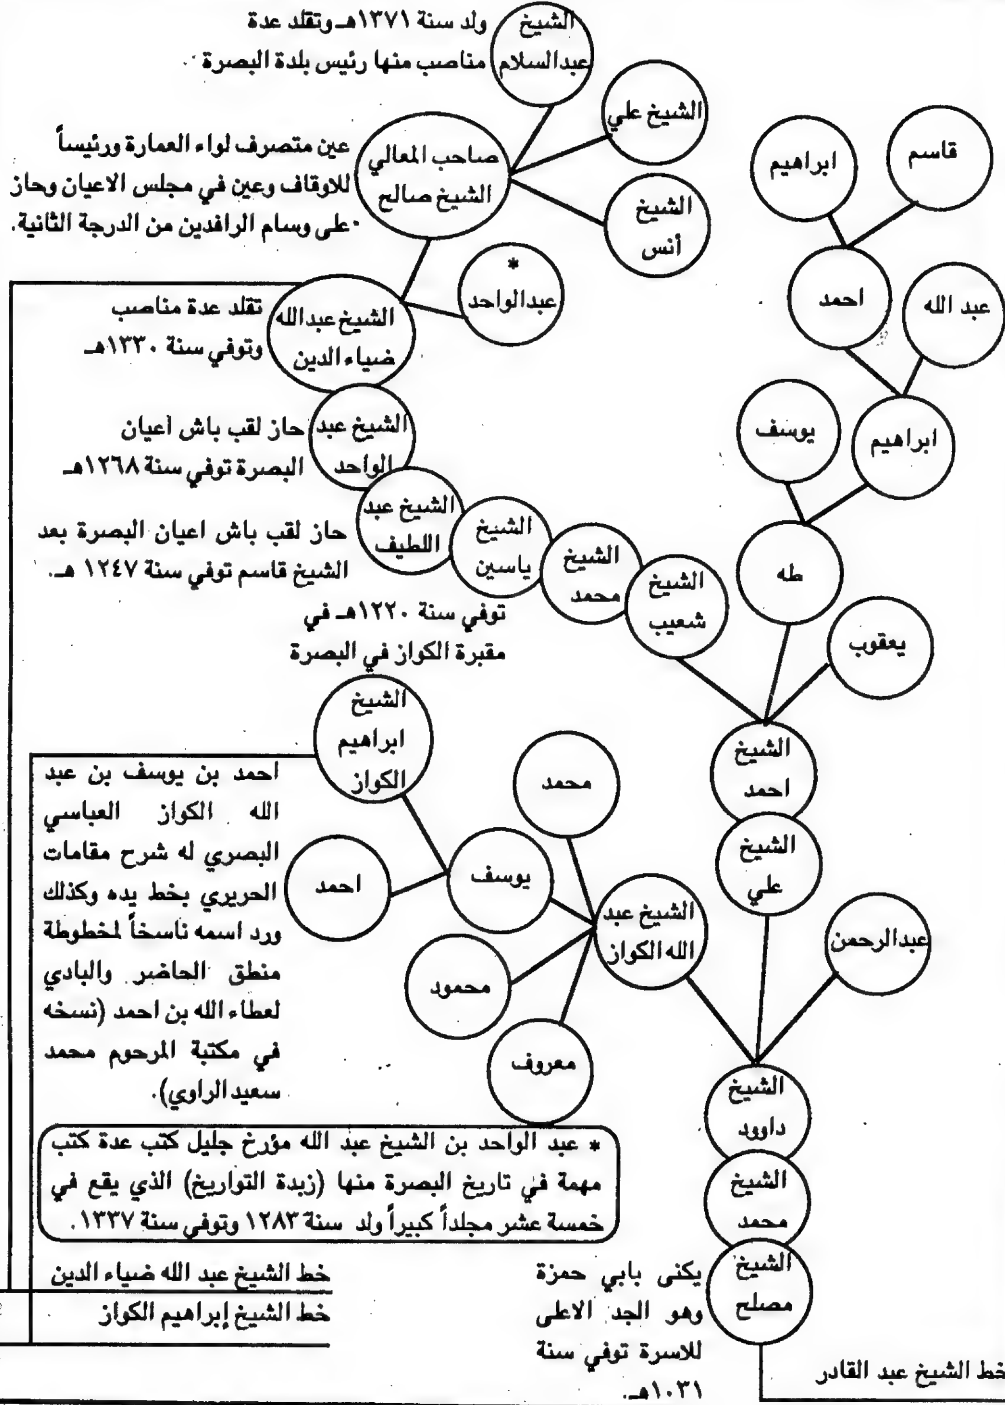 الشيخ
عبدالسلام
ولد سنة ١٣٧١هـ وتقلد عدة
مناصب منها رئيس بلدة البصرة
الشيخ علي
الشيخ
أنس
صاحب المعالي
الشيخ صالح
عين متصرف لواء العمارة ورئيساً
للاوقاف وعين في مجلس الاعيان وحاز
على وسام الرافدين من الدرجة الثانية.
قاسم
ابراهيم
احمد
عبد الله
*
عبدالواحد
الشيخ عبدالله
ضياء الدين
تقلد عدة مناصب
وتوفي سنة ١٣٣٠هـ
ابراهيم
يوسف
الشيخ عبد
الواحد
حاز لقب باش أعيان
البصرة توفي سنة ١٢٦٨هـ
الشيخ عبد
اللطيف
حاز لقب باش اعيان البصرة بعد
الشيخ قاسم توفي سنة ١٢٤٧ هـ.
الشيخ
ياسين
الشيخ
محمد
الشيخ
شعيب
طه
يعقوب
توفي سنة ١٢٢٠هـ في
مقبرة الكواز في البصرة
الشيخ
ابراهيم
الكواز
الشيخ
احمد
محمد
احمد بن يوسف بن عبد
الله الكواز العباسي
البصري له شرح مقامات
الحريري بخط يده وكذلك
ورد اسمه ناسخاً لمخطوطة
منطق الحاضر والبادي
لعطاء الله بن احمد (نسخه
في مكتبة المرحوم محمد
سعيد الراوي).
الشيخ
علي
يوسف
احمد
الشيخ عبد
الله الكواز
عبدالرحمن
محمود
معروف
الشيخ
داوود
* عبد الواحد بن الشيخ عبد الله مؤرخ جليل كتب عدة كتب
مهمة في تاريخ البصرة منها (زبدة التواريخ) الذي يقع في
خمسة عشر مجلداً كبيراً ولد سنة ١٢٨٣ وتوفي سنة ١٣٣٧.
الشيخ
محمد
الشيخ
مصلح
يكنى بابي حمزة
وهو الجد الاعلى
للاسرة توفي سنة
١٠٣١هـ.
خط الشيخ عبد الله ضياء الدين
خط الشيخ إبراهيم الكواز
خط الشيخ عبد القادر